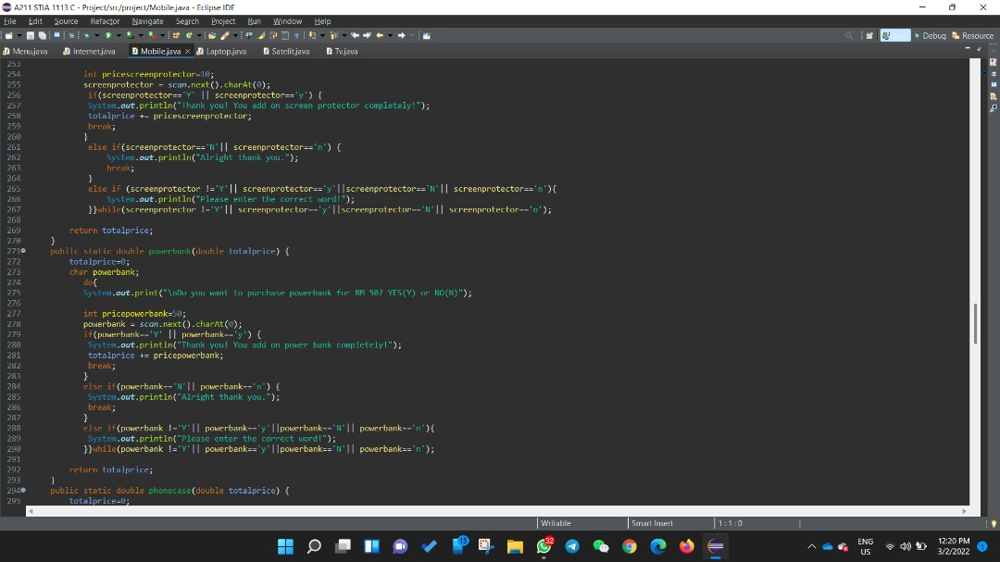 A211 STIA 1113 C - Project/src/project/Mobile.java - Eclipse IDE
File Edit Source Refactor Navigate Search Project Run Window Help
Debug Resource
Menu.java Internet.java Mobile.java Laptop.java Satelit.java Tv.java
253
254 int pricescreenprotector=10;
255 screenprotector = scan.next().charAt(0);
256 if(screenprotector=='Y' || screenprotector=='y') {
257 System.out.println("Thank you! You add on screen protector completely!");
258 totalprice += pricescreenprotector;
259 break;
260 }
261 else if(screenprotector=='N'|| screenprotector=='n') {
262 System.out.println("Alright thank you.");
263 break;
264 }
265 else if (screenprotector !='Y'|| screenprotector=='y'||screenprotector=='N'|| screenprotector=='n'){
266 System.out.println("Please enter the correct word!");
267 }}while(screenprotector !='Y'|| screenprotector=='y'||screenprotector=='N'|| screenprotector=='n');
268
269 return totalprice;
270 }
271 public static double powerbank(double totalprice) {
272 totalprice=0;
273 char powerbank;
274 do{
275 System.out.print("\nDo you want to purchase powerbank for RM 50? YES(Y) or NO(N)");
276
277 int pricepowerbank=50;
278 powerbank = scan.next().charAt(0);
279 if(powerbank=='Y' || powerbank=='y') {
280 System.out.println("Thank you! You add on power bank completely!");
281 totalprice += pricepowerbank;
282 break;
283 }
284 else if(powerbank=='N'|| powerbank=='n') {
285 System.out.println("Alright thank you.");
286 break;
287 }
288 else if(powerbank !='Y'|| powerbank=='y'||powerbank=='N'|| powerbank=='n'){
289 System.out.println("Please enter the correct word!");
290 }}while(powerbank !='Y'|| powerbank=='y'||powerbank=='N'|| powerbank=='n');
291
292 return totalprice;
293 }
294 public static double phonecase(double totalprice) {
295 totalprice=0;
Writable Smart Insert 1 : 1 : 0
15 32 ENG US 12:20 PM 3/2/2022 1